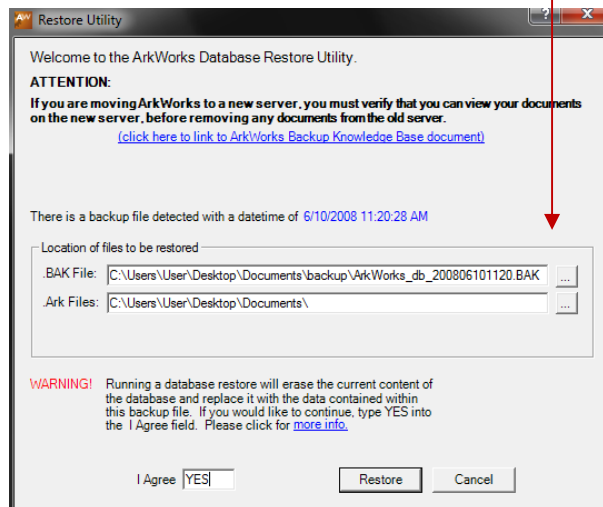 Restore Utility
? X
Welcome to the ArkWorks Database Restore Utility.
ATTENTION:
If you are moving ArkWorks to a new server, you must verify that you can view your documents
on the new server, before removing any documents from the old server.
(click here to link to ArkWorks Backup Knowledge Base document)
There is a backup file detected with a datetime of 6/10/2008 11:20:28 AM
Location of files to be restored
.BAK File: C:\Users\User\Desktop\Documents\backup\ArkWorks_db_200806101120.BAK ...
.Ark Files: C:\Users\User\Desktop\Documents\ ...
WARNING! Running a database restore will erase the current content of
the database and replace it with the data contained within
this backup file. If you would like to continue, type YES into
the I Agree field. Please click for more info.
I Agree YES Restore Cancel